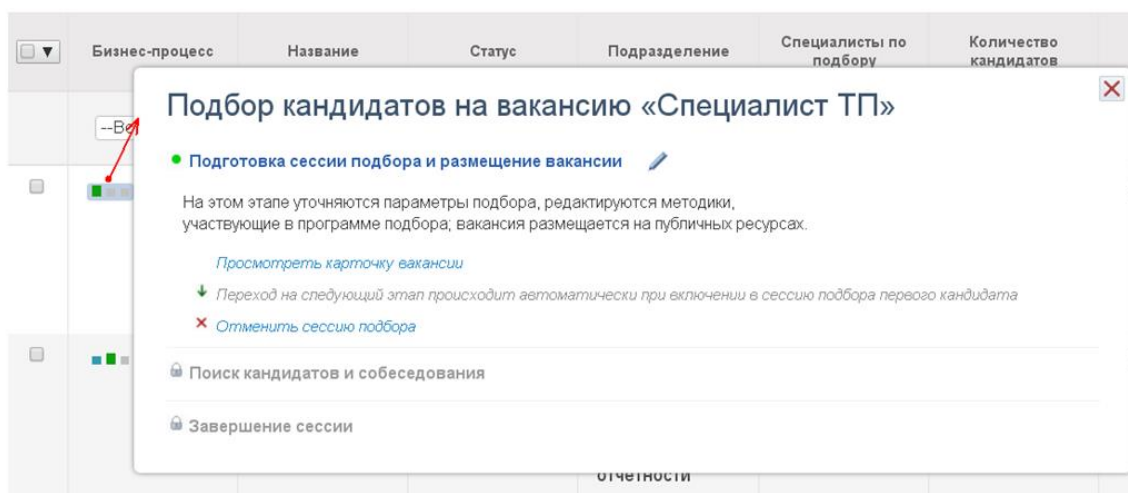 Бизнес-процесс
Название
Статус
Подразделение
Специалисты по
подбору
Количество
кандидатов
Подбор кандидатов на вакансию «Специалист ТП»
Подготовка сессии подбора и размещение вакансии
На этом этапе уточняются параметры подбора, редактируются методики,
участвующие в программе подбора; вакансия размещается на публичных ресурсах.
Просмотреть карточку вакансии
Переход на следующий этап происходит автоматически при включении в сессию подбора первого кандидата
Отменить сессию подбора
Поиск кандидатов и собеседования
Завершение сессии
отчетности